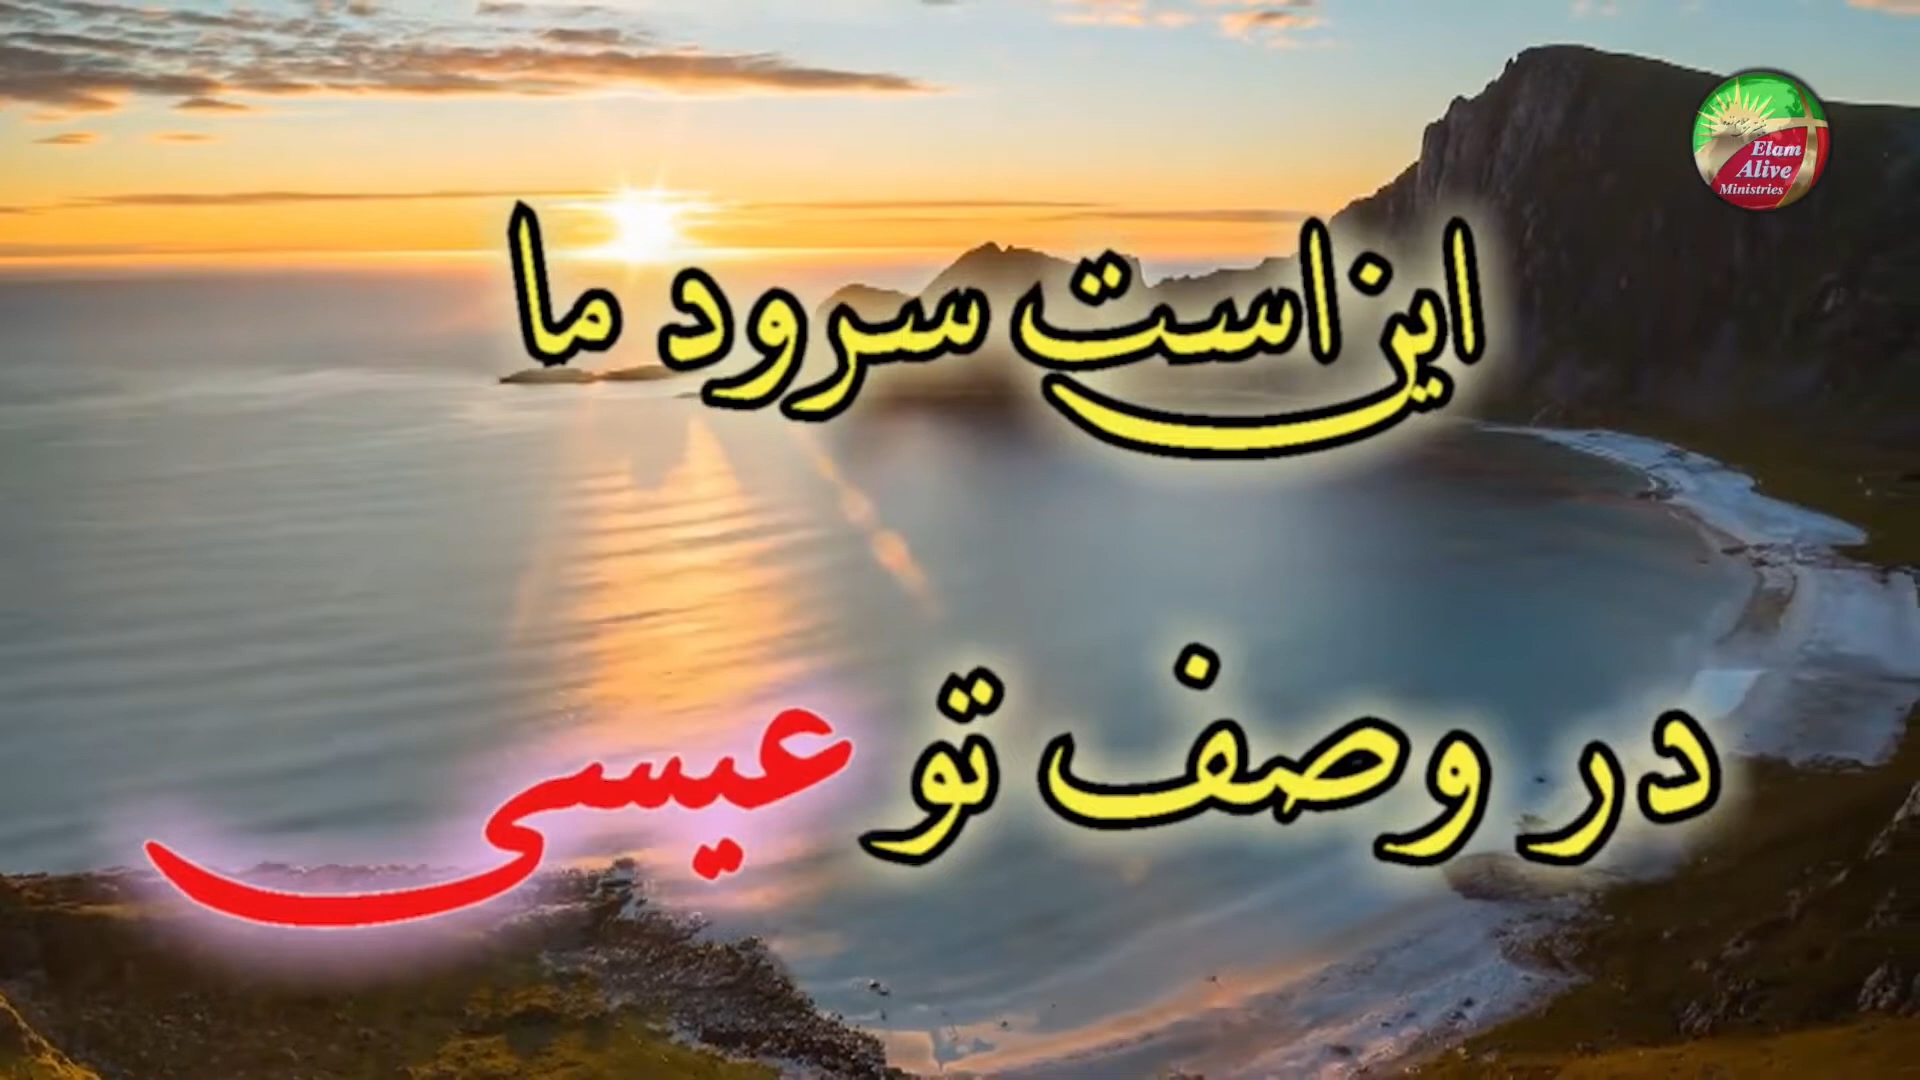 این است سرود ما
در وصف تو عیسی
Elam
Alive
Ministries